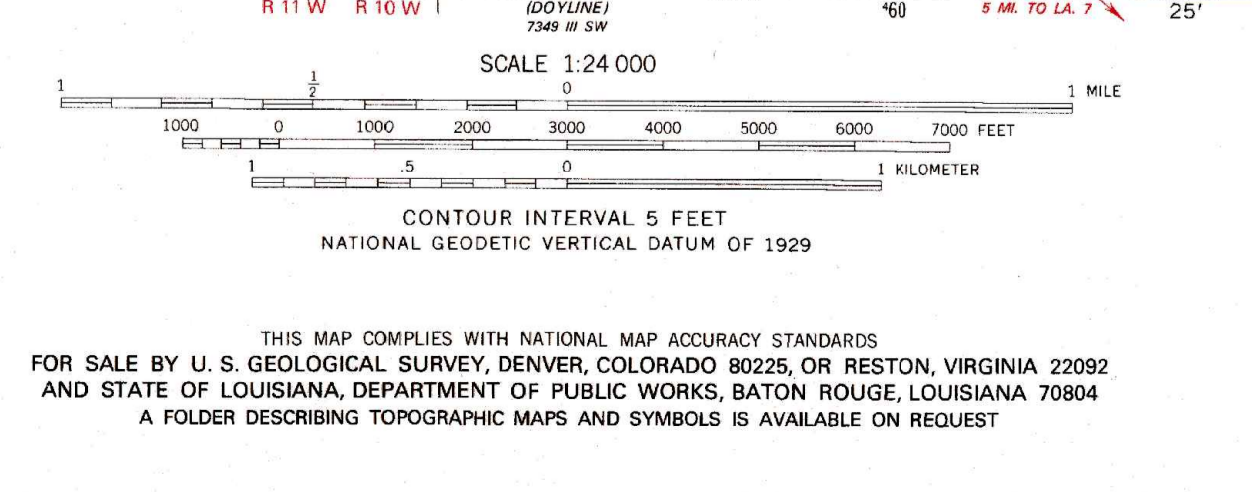 R 11 W R 10 W (DOYLINE) ⁴60 5 MI. TO LA. 7 25'
7349 III SW
SCALE 1:24 000
1 1/2 0 1 MILE
1000 0 1000 2000 3000 4000 5000 6000 7000 FEET
1 .5 0 1 KILOMETER
CONTOUR INTERVAL 5 FEET
NATIONAL GEODETIC VERTICAL DATUM OF 1929
THIS MAP COMPLIES WITH NATIONAL MAP ACCURACY STANDARDS
FOR SALE BY U. S. GEOLOGICAL SURVEY, DENVER, COLORADO 80225, OR RESTON, VIRGINIA 22092
AND STATE OF LOUISIANA, DEPARTMENT OF PUBLIC WORKS, BATON ROUGE, LOUISIANA 70804
A FOLDER DESCRIBING TOPOGRAPHIC MAPS AND SYMBOLS IS AVAILABLE ON REQUEST